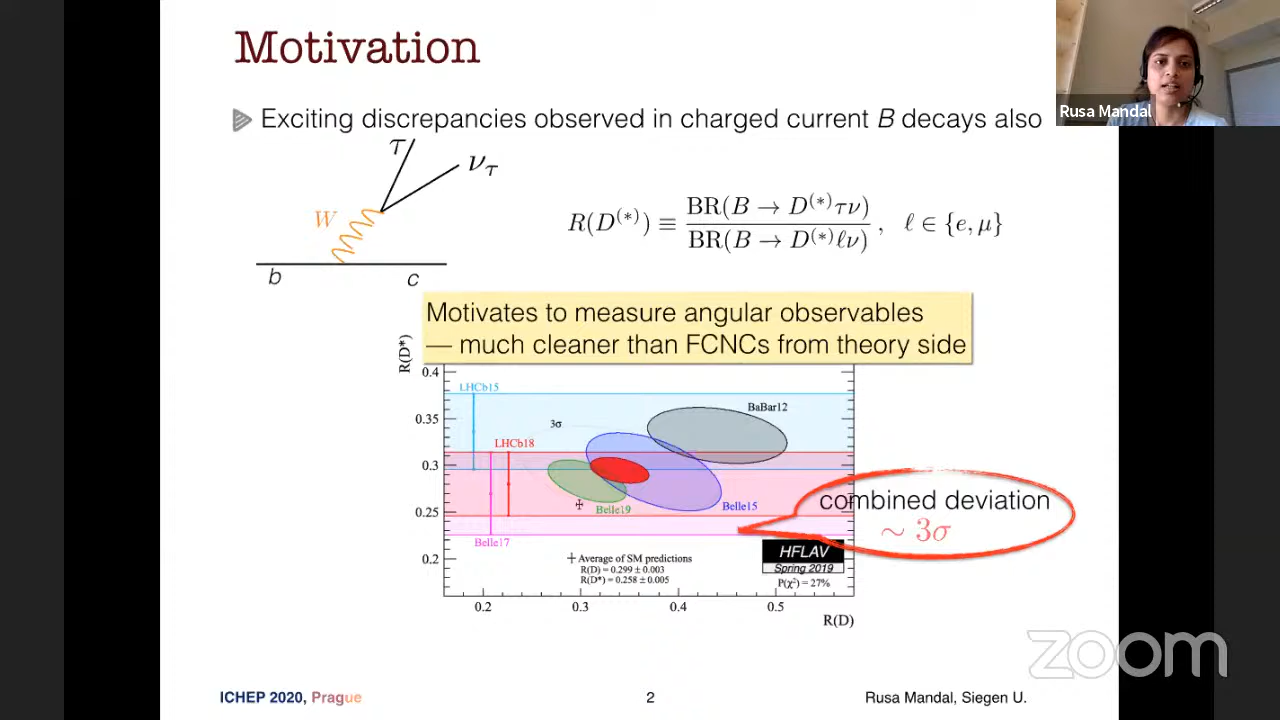 Motivation
Rusa Mandal
Exciting discrepancies observed in charged current B decays also
τ
ν_τ
W
b
c
R(D^(*)) ≡ BR(B → D^(*)τν) / BR(B → D^(*)ℓν) , ℓ ∈ {e, μ}
Motivates to measure angular observables
— much cleaner than FCNCs from theory side
R(D*)
0.4
0.35
0.3
0.25
0.2
LHCb15
BaBar12
3σ
LHCb18
Belle19
Belle15
Belle17
combined deviation
~ 3σ
Average of SM predictions
R(D) = 0.299 ± 0.003
R(D*) = 0.258 ± 0.005
HFLAV
Spring 2019
P(χ²) = 27%
0.2 0.3 0.4 0.5
R(D)
zoom
ICHEP 2020, Prague 2 Rusa Mandal, Siegen U.